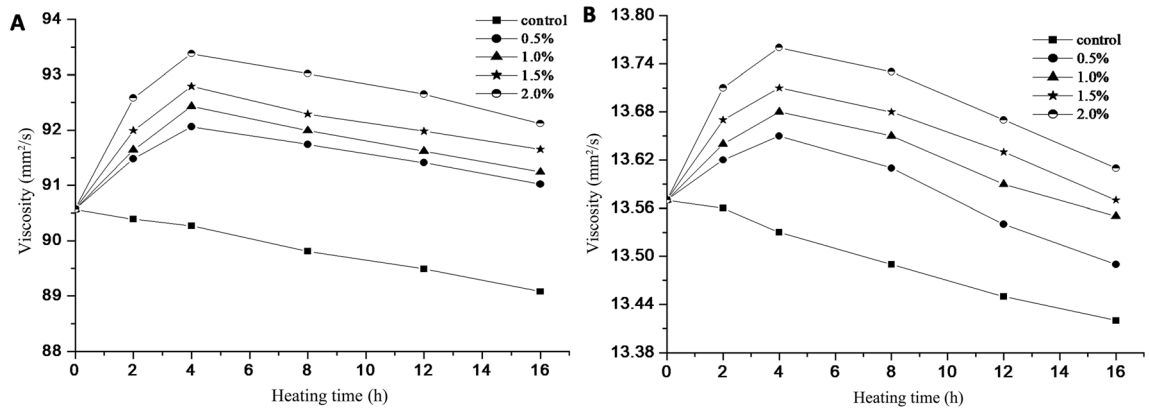 A
94
93
92
91
90
89
88
Viscosity (mm²/s)
0 2 4 6 8 10 12 14 16
Heating time (h)
control
0.5%
1.0%
1.5%
2.0%
B
13.80
13.74
13.68
13.62
13.56
13.50
13.44
13.38
Viscosity (mm²/s)
0 2 4 6 8 10 12 14 16
Heating time (h)
control
0.5%
1.0%
1.5%
2.0%